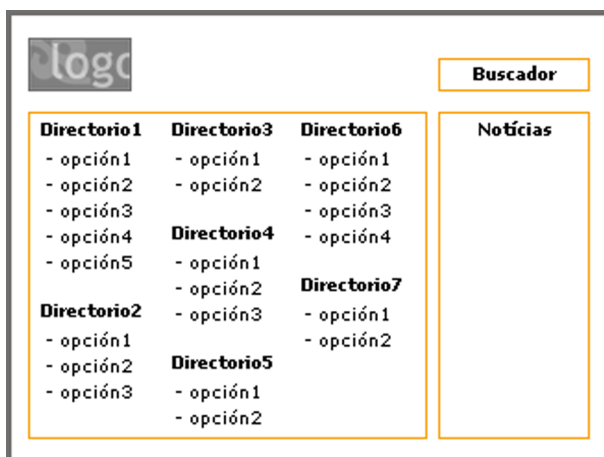 logo
Buscador
Directorio1
- opción1
- opción2
- opción3
- opción4
- opción5
Directorio2
- opción1
- opción2
- opción3
Directorio3
- opción1
- opción2
Directorio4
- opción1
- opción2
- opción3
Directorio5
- opción1
- opción2
Directorio6
- opción1
- opción2
- opción3
- opción4
Directorio7
- opción1
- opción2
Notícias